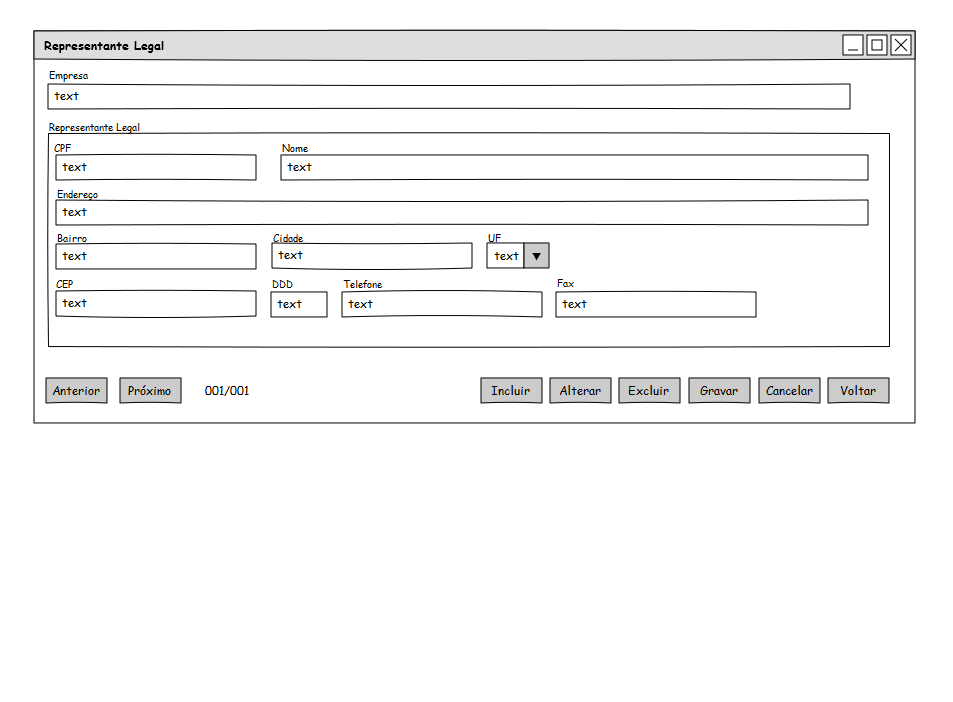 Representante Legal
Empresa
text
Representante Legal
CPF Nome
text text
Endereço
text
Bairro Cidade UF
text text text
CEP DDD Telefone Fax
text text text text
Anterior Próximo 001/001 Incluir Alterar Excluir Gravar Cancelar Voltar